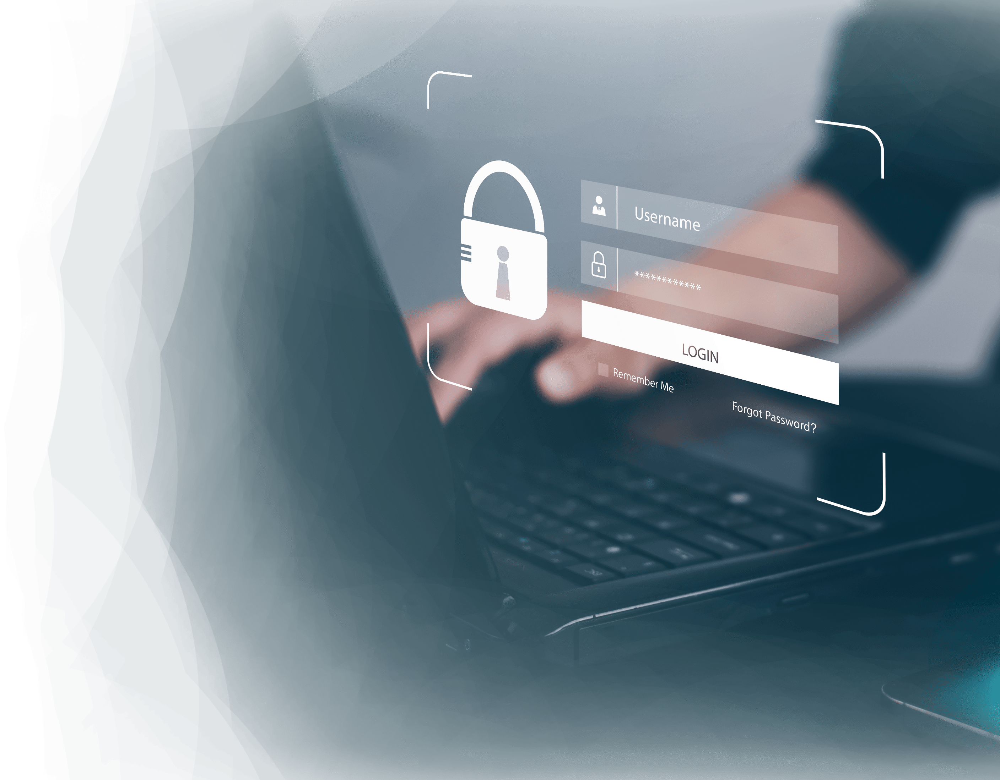 Username
************
LOGIN
Remember Me
Forgot Password?